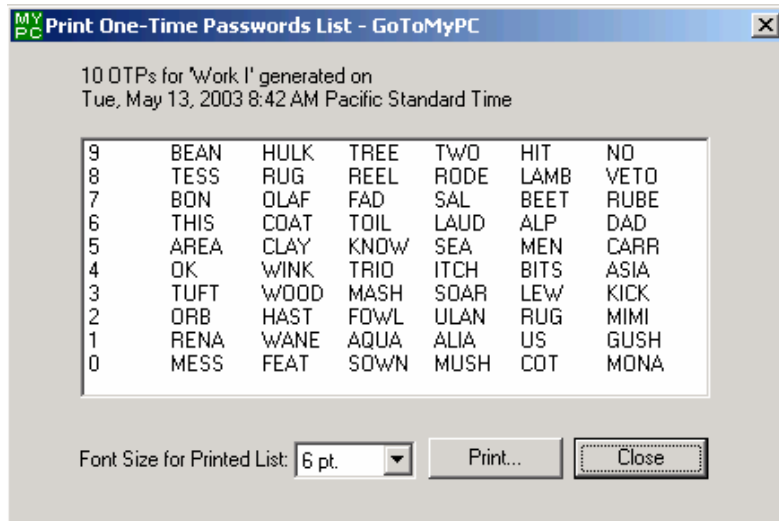 MY PC Print One-Time Passwords List - GoToMyPC
10 OTPs for 'Work I' generated on
Tue, May 13, 2003 8:42 AM Pacific Standard Time
9 BEAN HULK TREE TWO HIT NO
8 TESS RUG REEL RODE LAMB VETO
7 BON OLAF FAD SAL BEET RUBE
6 THIS COAT TOIL LAUD ALP DAD
5 AREA CLAY KNOW SEA MEN CARR
4 OK WINK TRIO ITCH BITS ASIA
3 TUFT WOOD MASH SOAR LEW KICK
2 ORB HAST FOWL ULAN RUG MIMI
1 RENA WANE AQUA ALIA US GUSH
0 MESS FEAT SOWN MUSH COT MONA
Font Size for Printed List: 6 pt. Print... Close